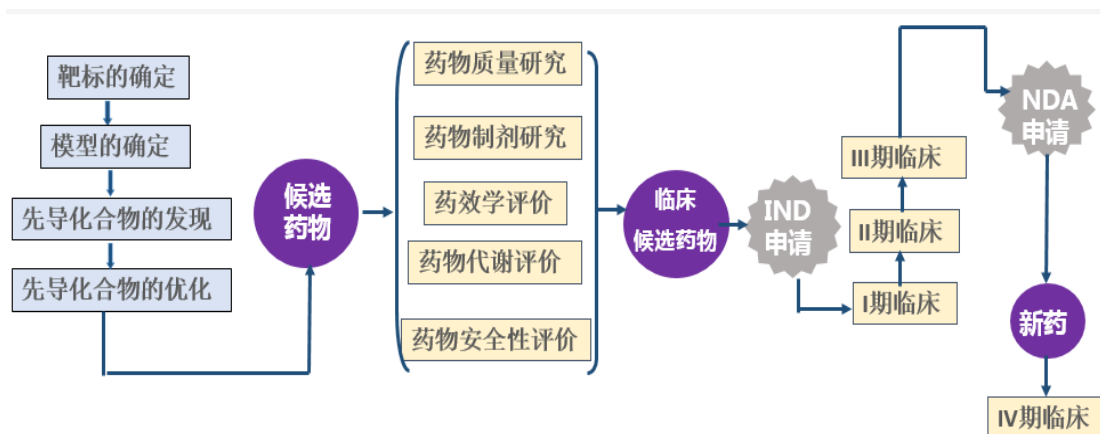 靶标的确定
模型的确定
先导化合物的发现
先导化合物的优化
候选
药物
药物质量研究
药物制剂研究
药效学评价
药物代谢评价
药物安全性评价
临床
候选药物
IND
申请
I期临床
II期临床
III期临床
NDA
申请
新药
IV期临床